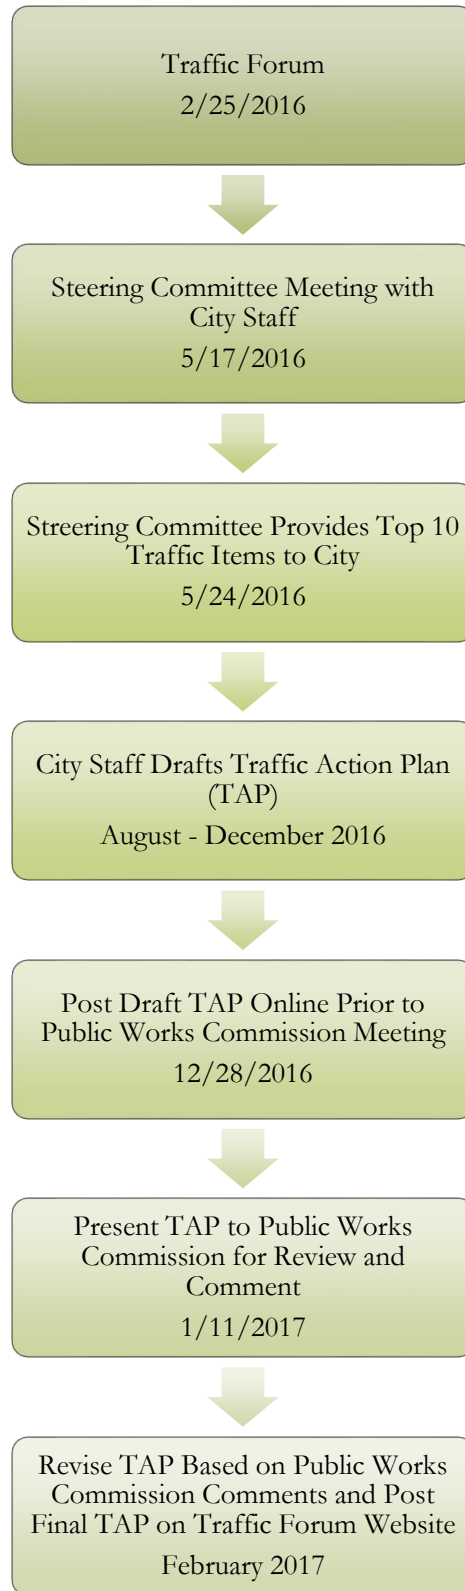 Traffic Forum
2/25/2016
Steering Committee Meeting with
City Staff
5/17/2016
Streering Committee Provides Top 10
Traffic Items to City
5/24/2016
City Staff Drafts Traffic Action Plan
(TAP)
August - December 2016
Post Draft TAP Online Prior to
Public Works Commission Meeting
12/28/2016
Present TAP to Public Works
Commission for Review and
Comment
1/11/2017
Revise TAP Based on Public Works
Commission Comments and Post
Final TAP on Traffic Forum Website
February 2017